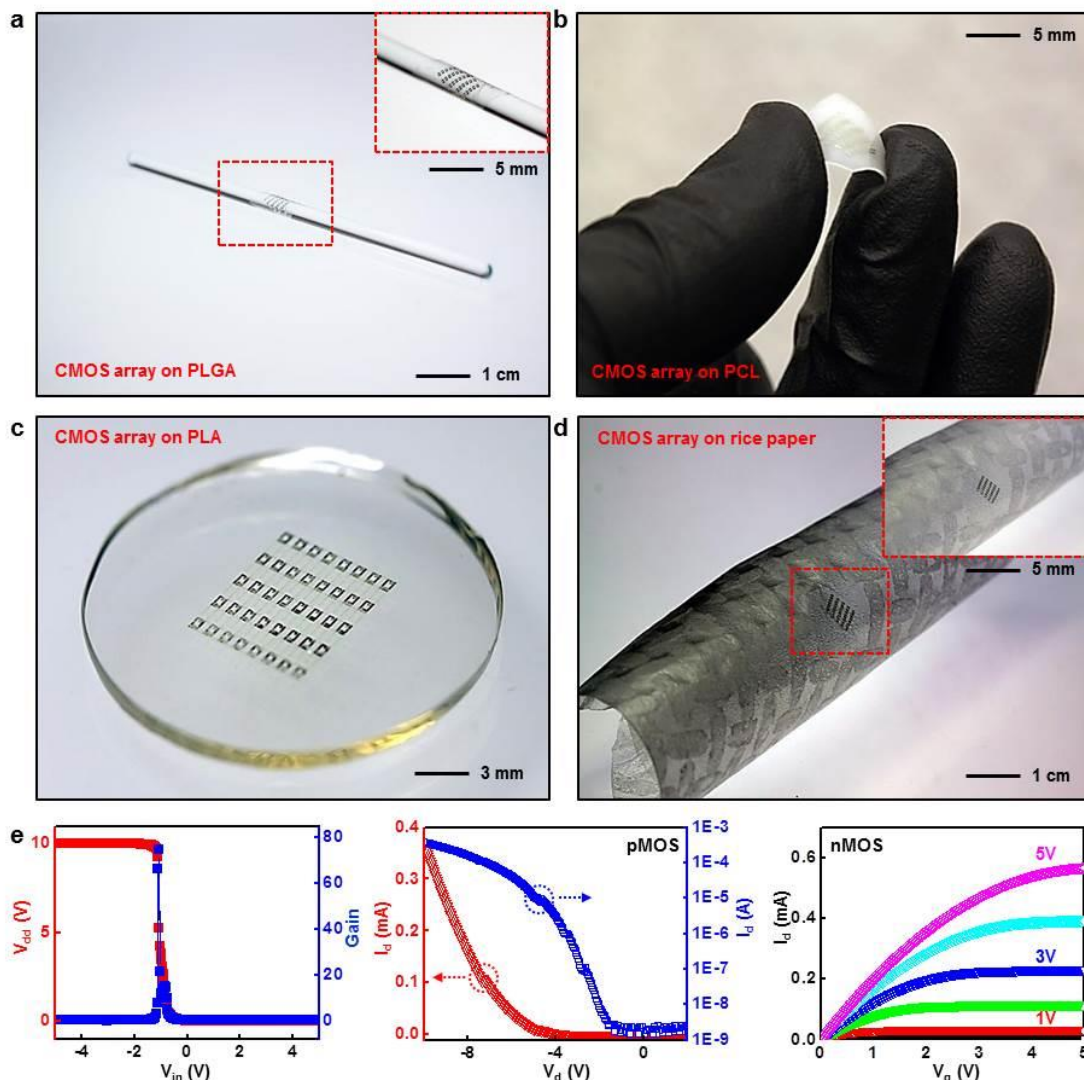 a
5 mm
CMOS array on PLGA
1 cm
b
5 mm
CMOS array on PCL
c
CMOS array on PLA
3 mm
d
CMOS array on rice paper
5 mm
1 cm
e
10
5
0
V_dd (V)
80
60
40
20
0
Gain
-4 -2 0 2 4
V_in (V)
pMOS
0.4
0.3
0.2
0.1
0.0
I_d (mA)
1E-3
1E-4
1E-5
1E-6
1E-7
1E-8
1E-9
I_d (A)
-8 -4 0
V_d (V)
nMOS
0.6
0.4
0.2
0.0
I_d (mA)
5V
3V
1V
0 1 2 3 4 5
V_g (V)